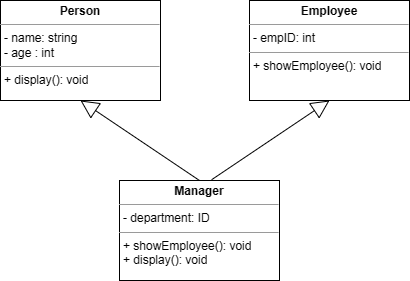 Person
- name: string
- age : int
+ display(): void
Employee
- empID: int
+ showEmployee(): void
Manager
- department: ID
+ showEmployee(): void
+ display(): void